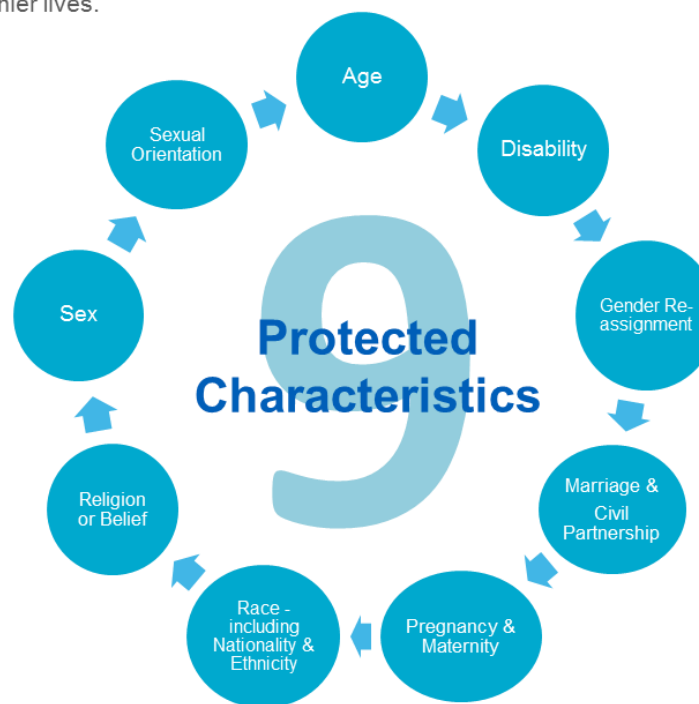 lives.
Age
Disability
Gender Re-
assignment
Marriage &
Civil
Partnership
Pregnancy &
Maternity
Race -
including
Nationality &
Ethnicity
Religion
or Belief
Sex
Sexual
Orientation
9
Protected
Characteristics